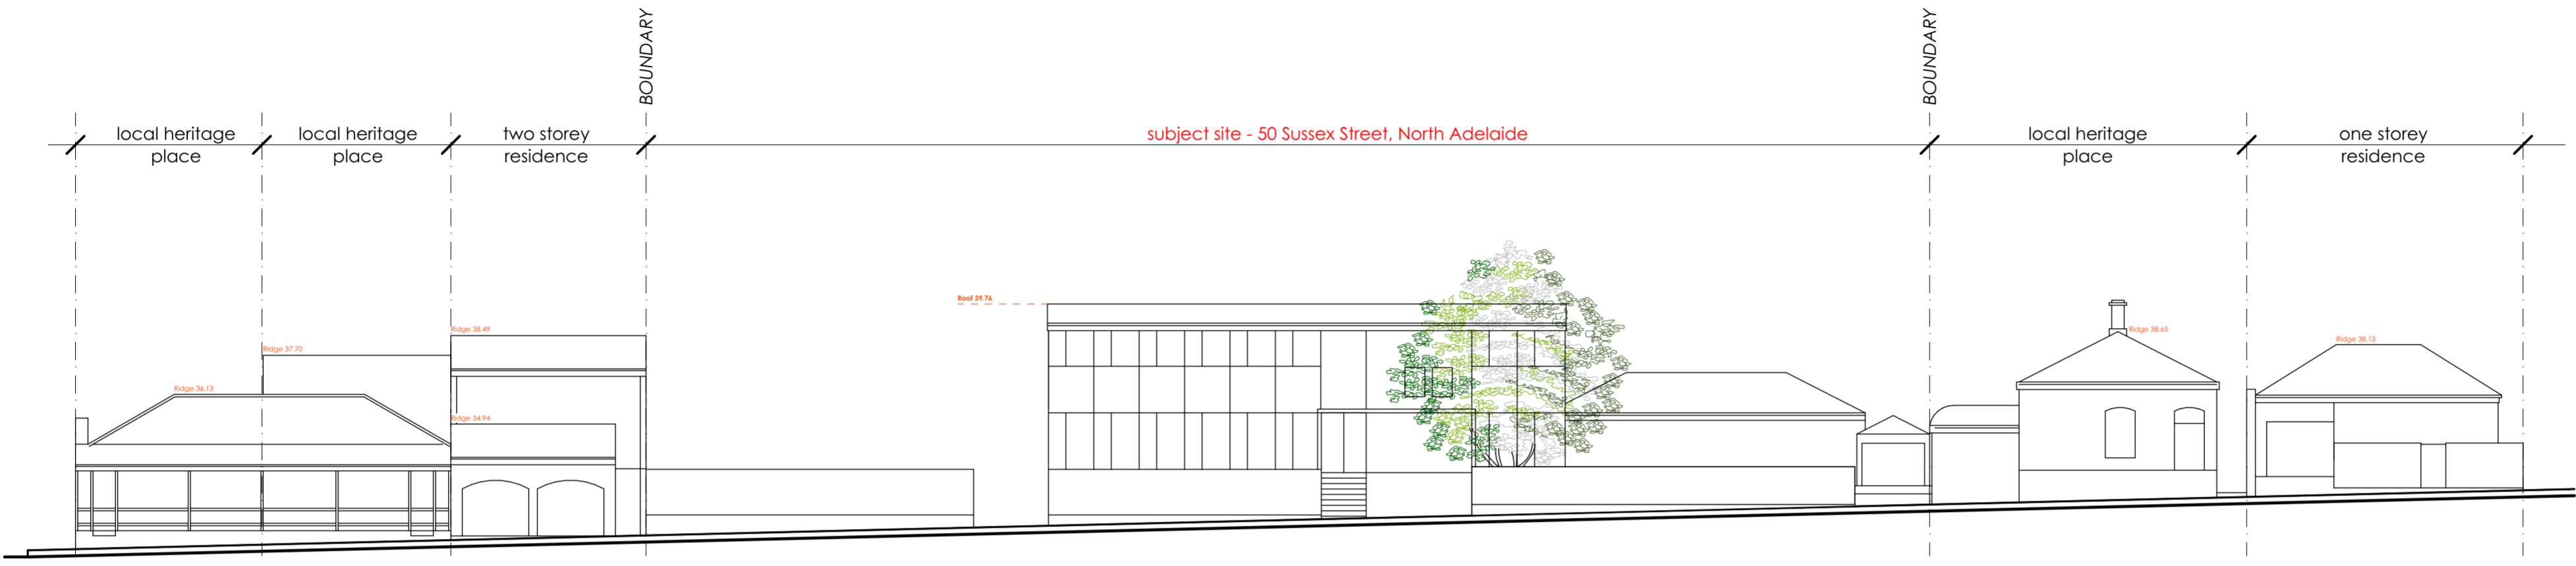 BOUNDARY
BOUNDARY
local heritage
place
local heritage
place
two storey
residence
subject site - 50 Sussex Street, North Adelaide
local heritage
place
one storey
residence
Roof 39.76
Ridge 38.49
Ridge 38.65
Ridge 38.13
Ridge 37.70
Ridge 36.13
Ridge 34.94